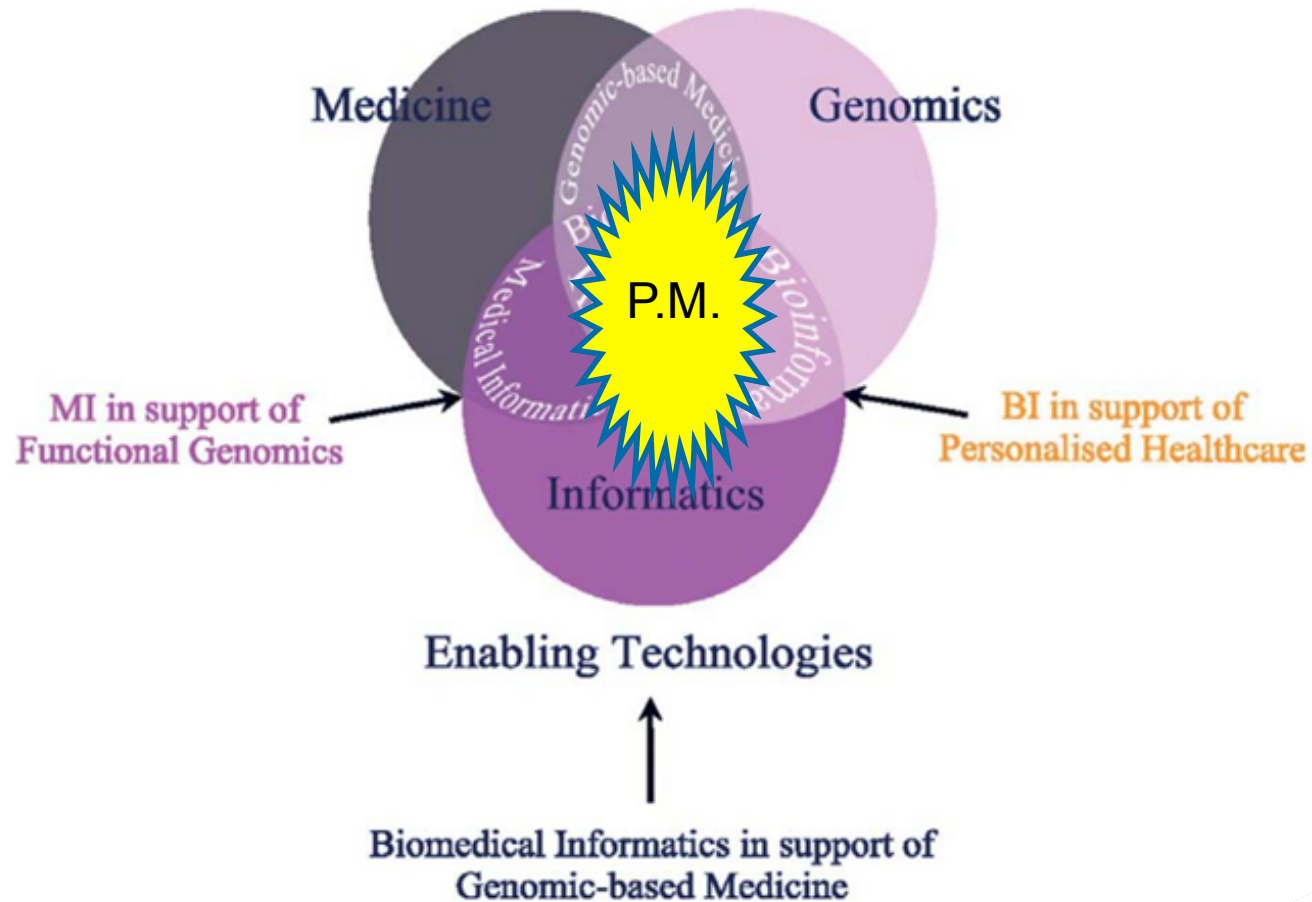 Medicine
Genomics
Genomic-based Medicine
P.M.
Medical Informati
Bioinforma
MI in support of
Functional Genomics
BI in support of
Personalised Healthcare
Informatics
Enabling Technologies
Biomedical Informatics in support of
Genomic-based Medicine